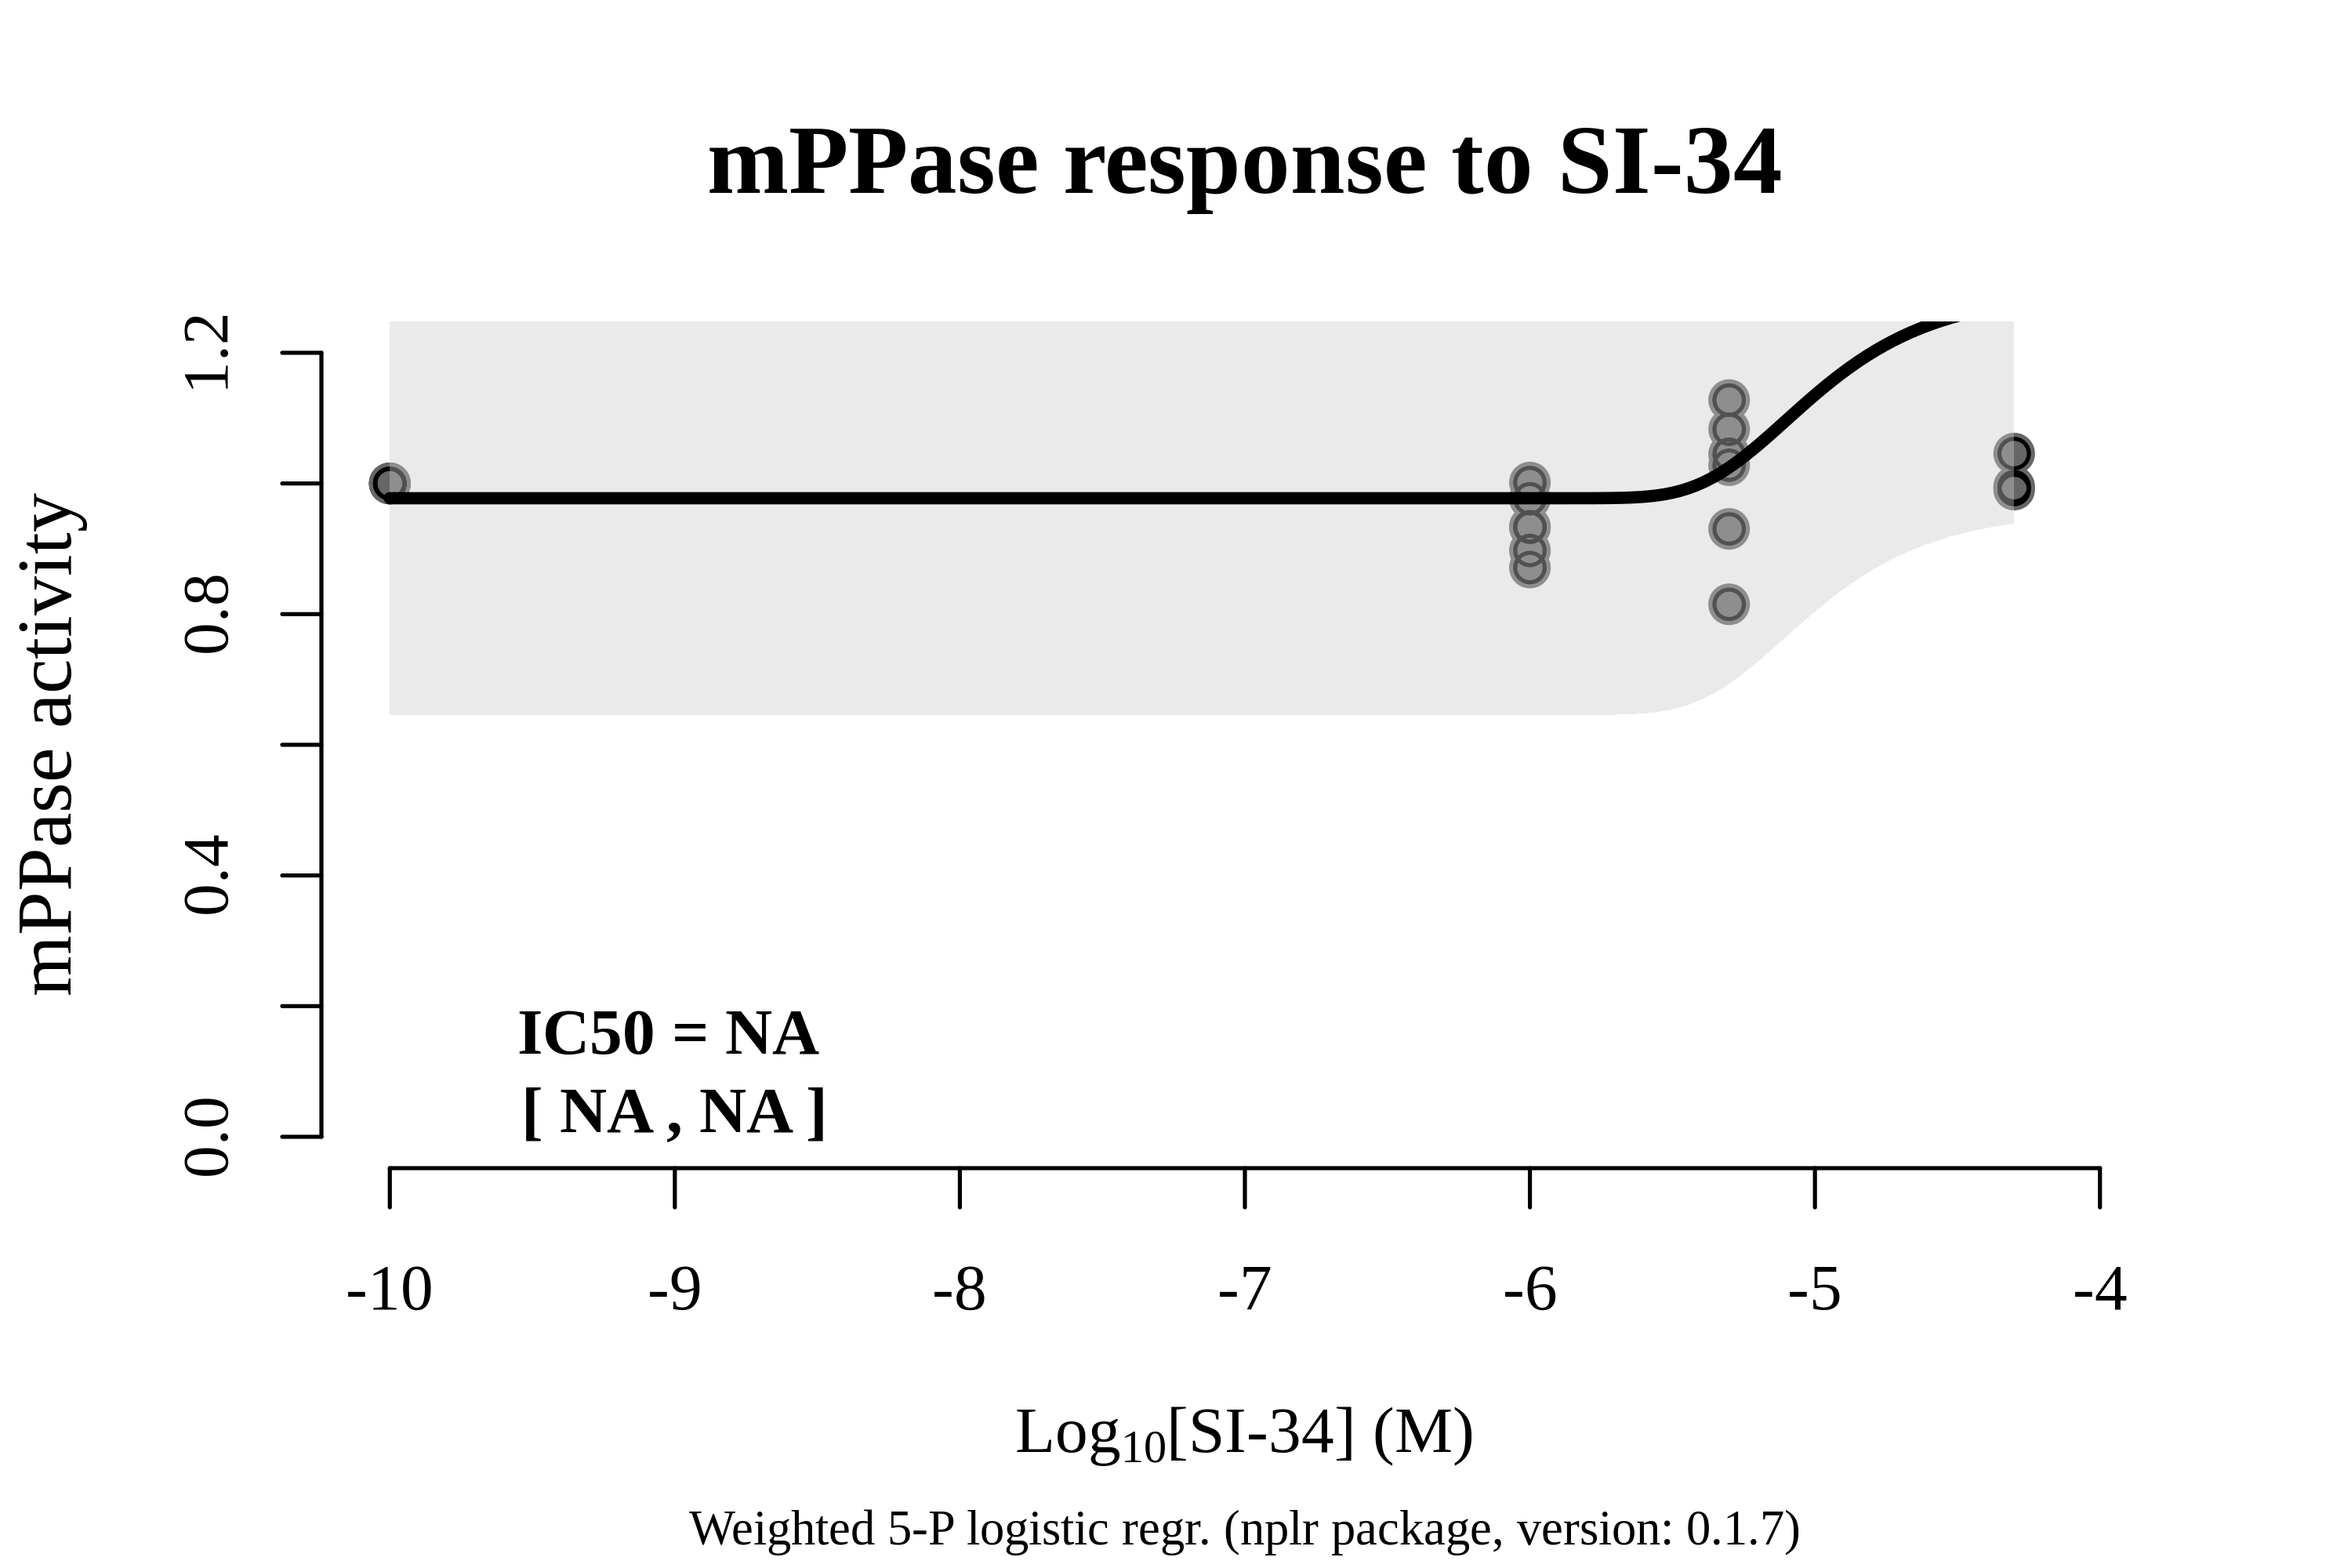 mPPase response to SI-34
mPPase activity
1.2
0.8
0.4
0.0
IC50 = NA
[ NA , NA ]
-10 -9 -8 -7 -6 -5 -4
Log10[SI-34] (M)
Weighted 5-P logistic regr. (nplr package, version: 0.1.7)